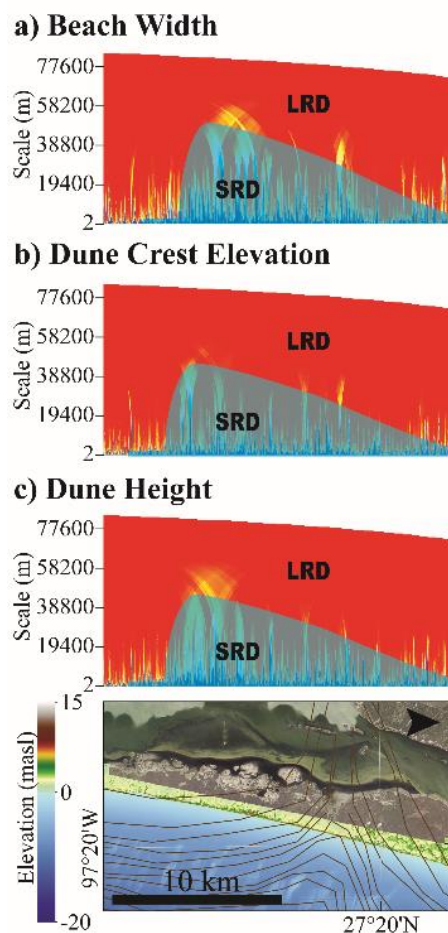 a) Beach Width
77600
58200
38800
19400
2
Scale (m)
LRD
SRD
b) Dune Crest Elevation
77600
58200
38800
19400
2
Scale (m)
LRD
SRD
c) Dune Height
77600
58200
38800
19400
2
Scale (m)
LRD
SRD
15
0
-20
Elevation (masl)
97°20'W
10 km
27°20'N